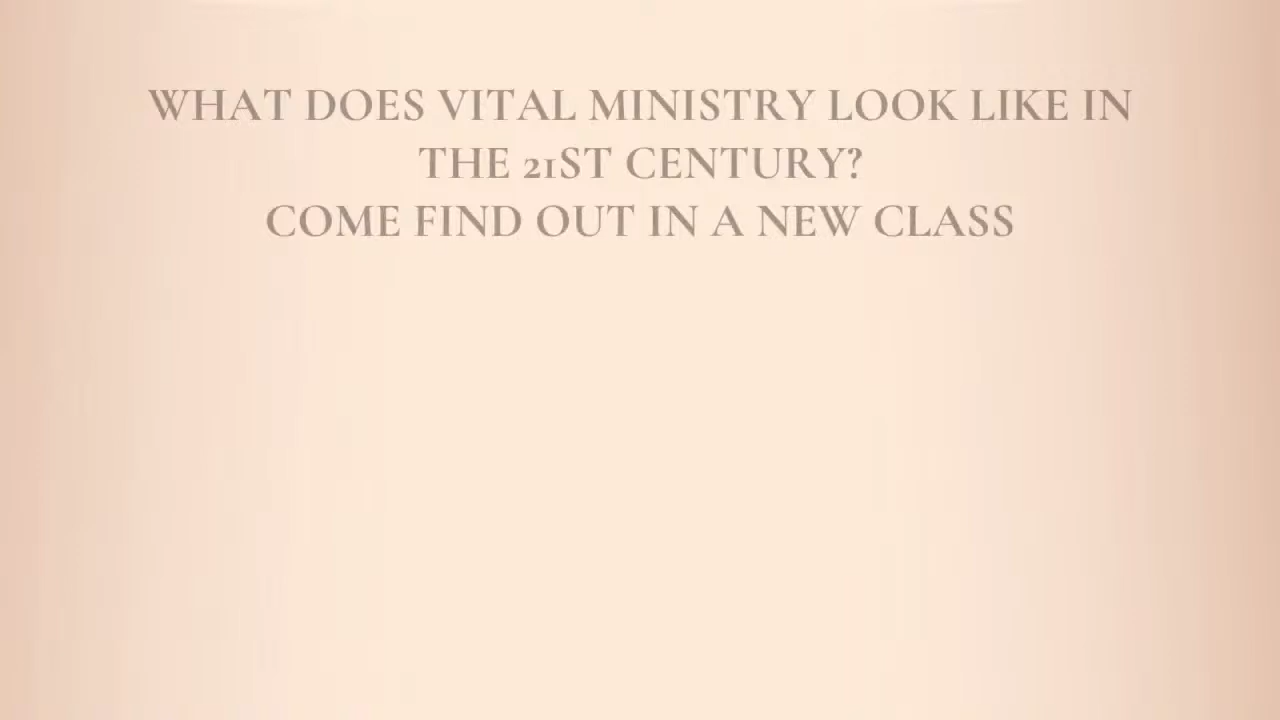 WHAT DOES VITAL MINISTRY LOOK LIKE IN
THE 21ST CENTURY?
COME FIND OUT IN A NEW CLASS